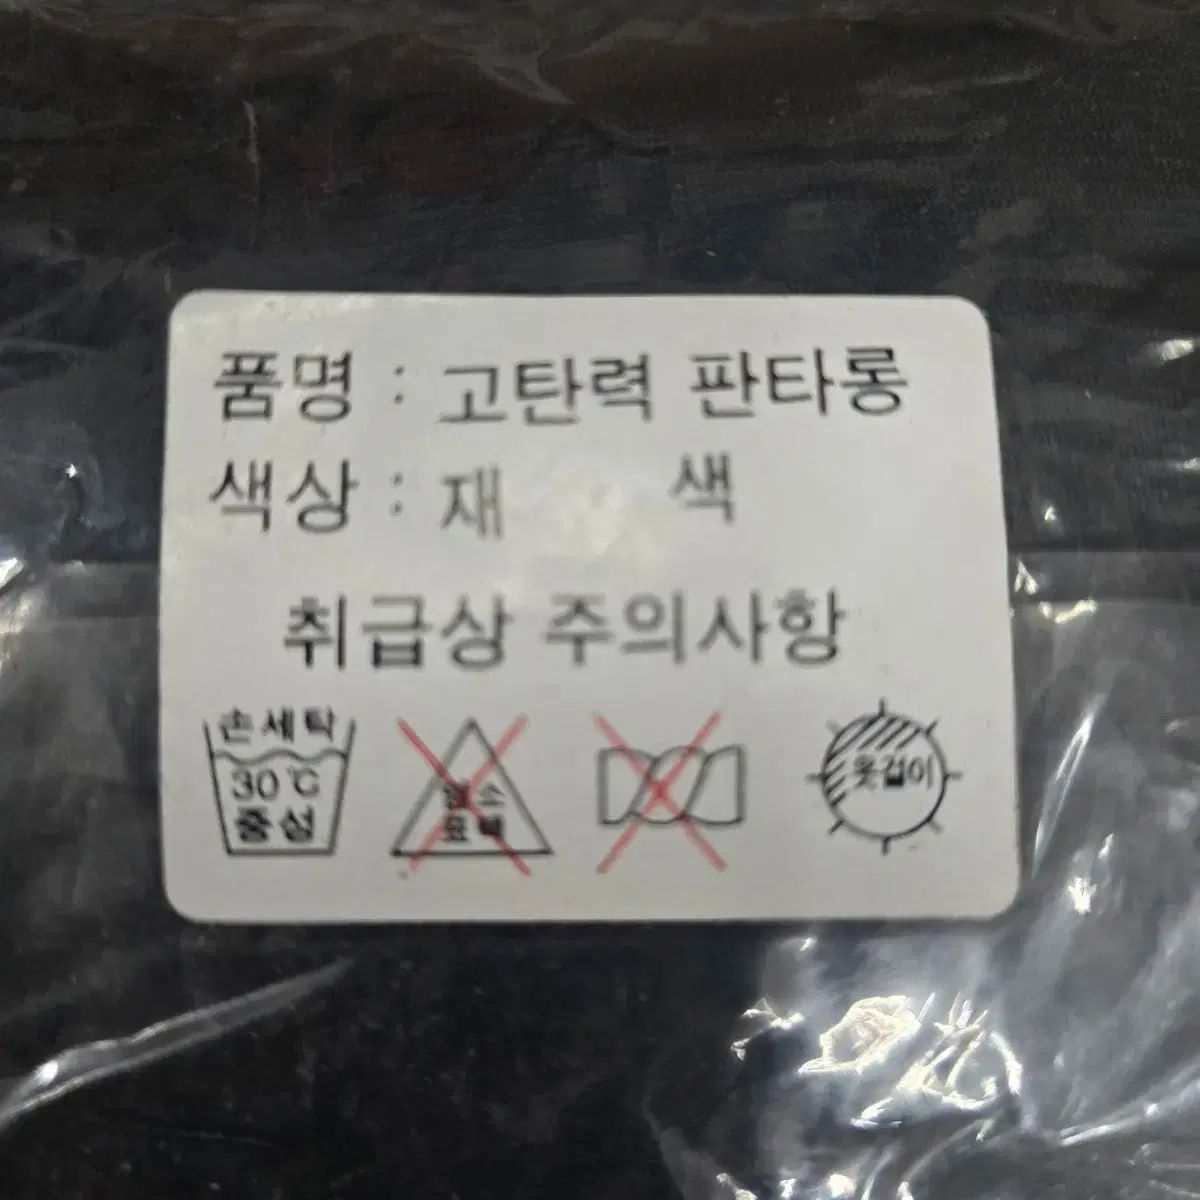 품명 : 고탄력 판타롱
색상 : 재 색
취급상 주의사항
손세탁
30℃
중성
염소
표백
옷걸이